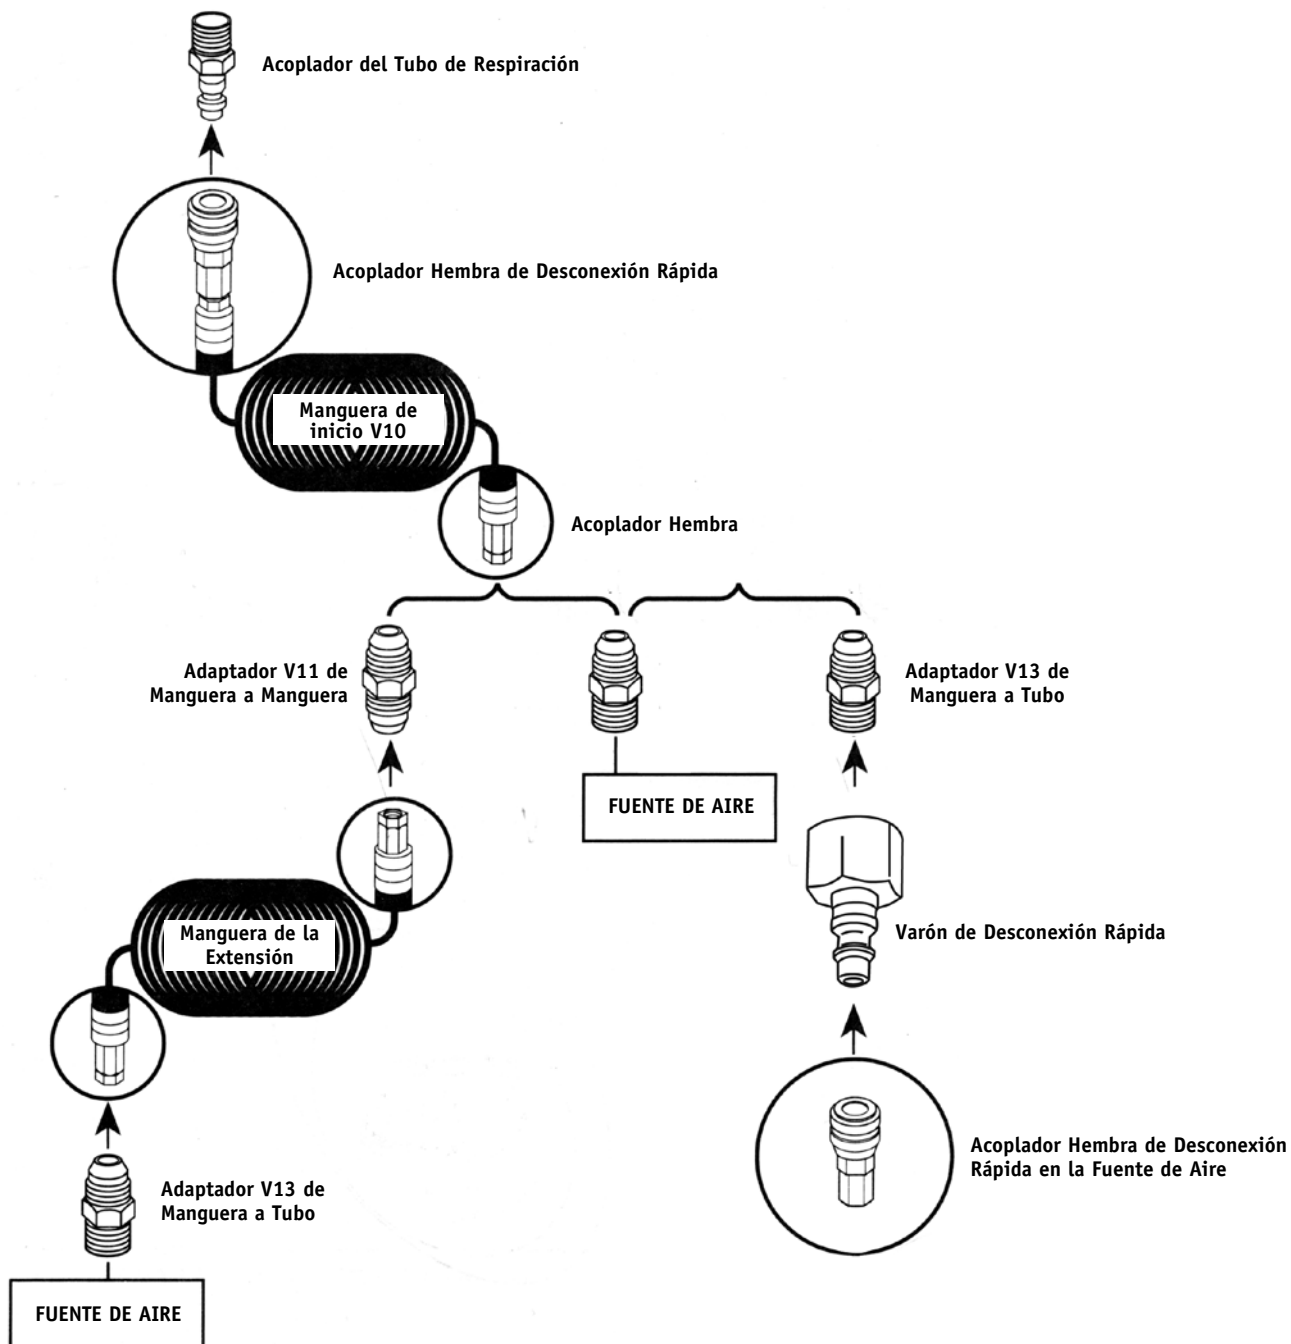 Acoplador del Tubo de Respiración
Acoplador Hembra de Desconexión Rápida
Manguera de
inicio V10
Acoplador Hembra
Adaptador V11 de
Manguera a Manguera
Adaptador V13 de
Manguera a Tubo
FUENTE DE AIRE
Manguera de la
Extensión
Varón de Desconexión Rápida
Acoplador Hembra de Desconexión
Rápida en la Fuente de Aire
Adaptador V13 de
Manguera a Tubo
FUENTE DE AIRE